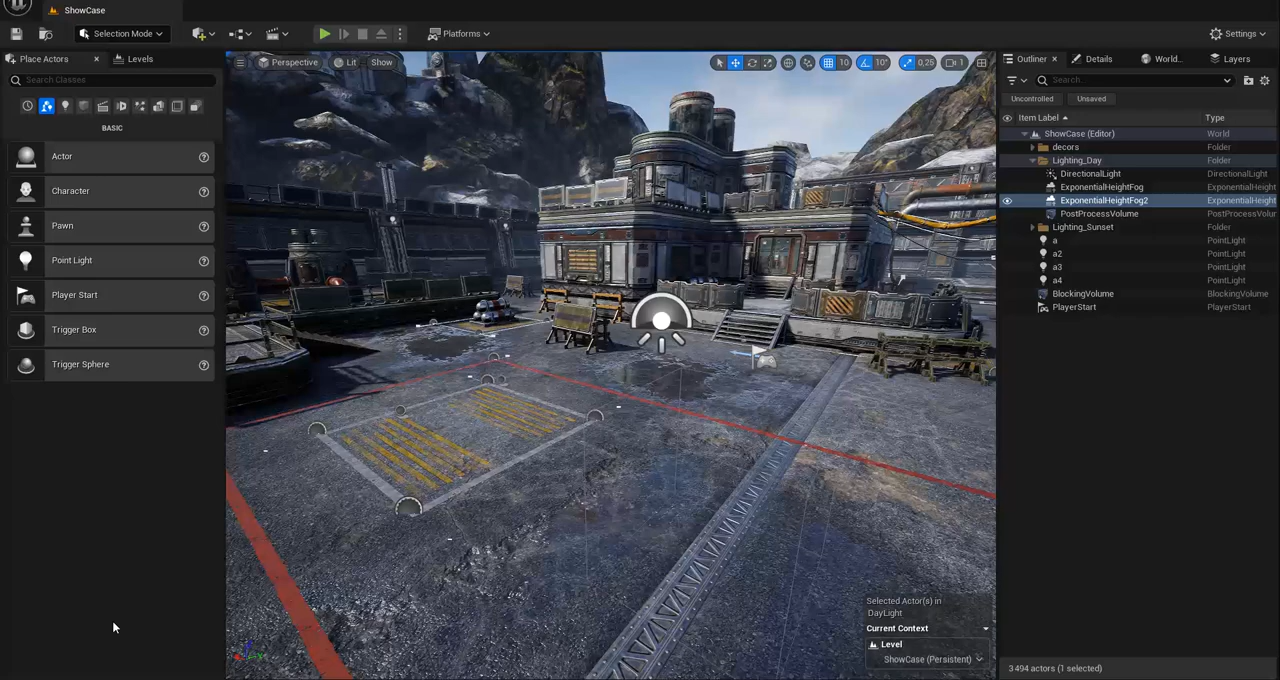 ShowCase
Selection Mode
Platforms
Settings
Place Actors
Levels
Search Classes
BASIC
Actor
Character
Pawn
Point Light
Player Start
Trigger Box
Trigger Sphere
Perspective
Lit
Show
10
10°
0,25
1
Selected Actor(s) in
DayLight
Current Context
Level
ShowCase (Persistent)
Outliner
Details
World...
Layers
Search...
Uncontrolled
Unsaved
Item Label
Type
ShowCase (Editor)
World
decors
Folder
Lighting_Day
Folder
DirectionalLight
DirectionalLight
ExponentialHeightFog
ExponentialHeight
ExponentialHeightFog2
ExponentialHeight
PostProcessVolume
PostProcessVolur
Lighting_Sunset
Folder
a
PointLight
a2
PointLight
a3
PointLight
a4
PointLight
BlockingVolume
BlockingVolume
PlayerStart
PlayerStart
3 494 actors (1 selected)